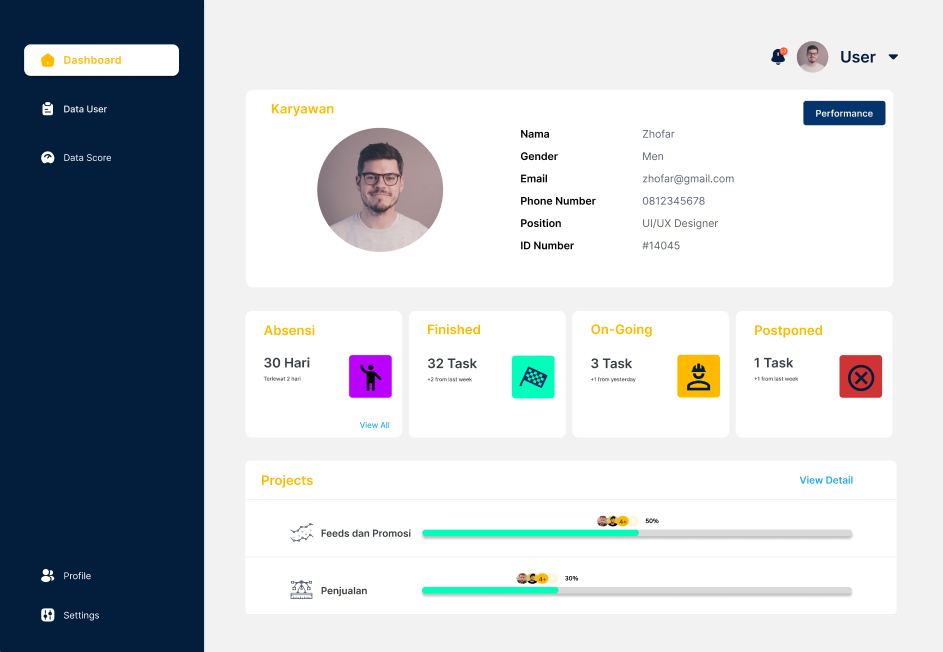 Dashboard
Data User
Data Score
Profile
Settings
User
Karyawan
Performance
Nama Zhofar
Gender Men
Email zhofar@gmail.com
Phone Number 0812345678
Position UI/UX Designer
ID Number #14045
Absensi
30 Hari
Terlewat 2 hari
View All
Finished
32 Task
+2 from last week
On-Going
3 Task
+1 from yesterday
Postponed
1 Task
+1 from last week
Projects
View Detail
4+ 50%
Feeds dan Promosi
4+ 30%
Penjualan